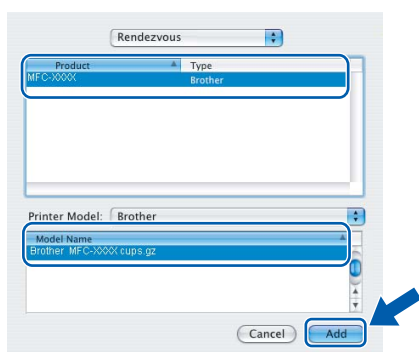 Rendezvous
Product Type
MFC-XXXX Brother
Printer Model: Brother
Model Name
Brother MFC-XXXX cups.gz
Cancel Add